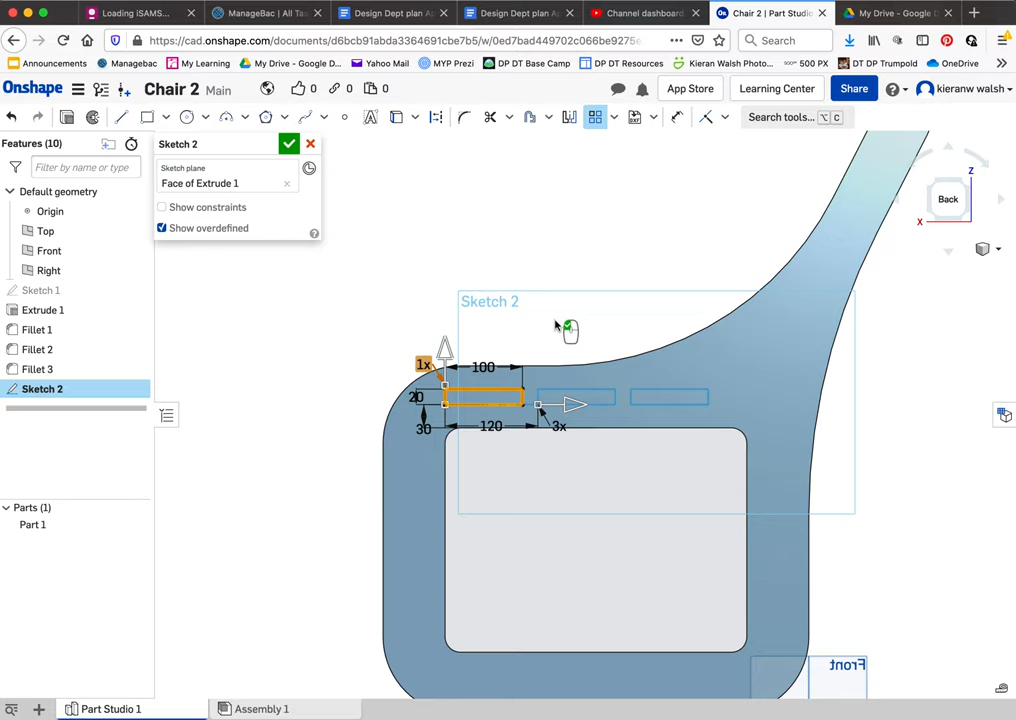 Loading iSAMS...
ManageBac | All Tas
Design Dept plan Ap
Design Dept plan Ap
Channel dashboard
Chair 2 | Part Studio
My Drive - Google D
https://cad.onshape.com/documents/d6bcb91abda3364691cbe7b5/w/0ed7bad449702c066be9275e
Search
Announcements
Managebac
My Learning
My Drive - Google D...
Yahoo Mail
MYP Prezi
DP DT Base Camp
DP DT Resources
Kieran Walsh Photo...
500 PX
DT DP Trumpold
OneDrive
Onshape
Chair 2 Main
0
0
0
App Store
Learning Center
Share
kieranw walsh
Search tools...
C
Features (10)
Filter by name or type
Default geometry
Origin
Top
Front
Right
Sketch 1
Extrude 1
Fillet 1
Fillet 2
Fillet 3
Sketch 2
Parts (1)
Part 1
Sketch 2
Sketch plane
Face of Extrude 1
Show constraints
Show overdefined
Z
Back
X
Sketch 2
1x
100
20
30
120
3x
Front
Part Studio 1
Assembly 1